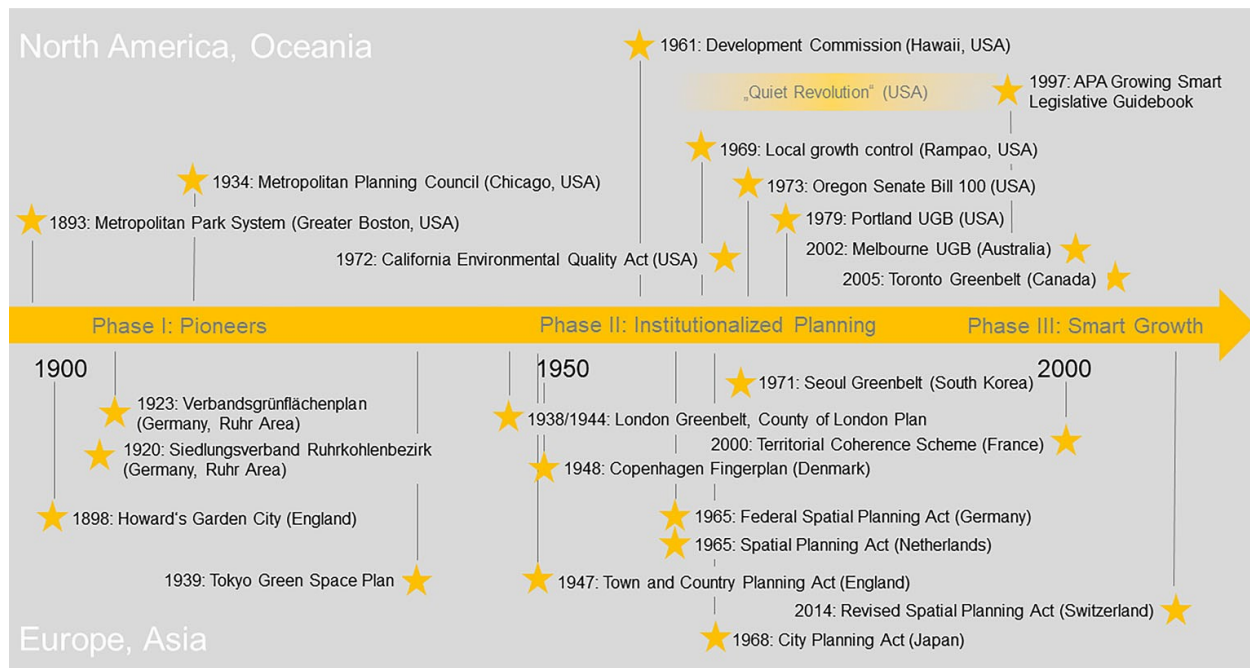 North America, Oceania
1961: Development Commission (Hawaii, USA)
„Quiet Revolution“ (USA)
1997: APA Growing Smart
Legislative Guidebook
1969: Local growth control (Rampao, USA)
1934: Metropolitan Planning Council (Chicago, USA)
1973: Oregon Senate Bill 100 (USA)
1893: Metropolitan Park System (Greater Boston, USA)
1979: Portland UGB (USA)
2002: Melbourne UGB (Australia)
1972: California Environmental Quality Act (USA)
2005: Toronto Greenbelt (Canada)
Phase I: Pioneers
Phase II: Institutionalized Planning
Phase III: Smart Growth
1900
1950
2000
1971: Seoul Greenbelt (South Korea)
1923: Verbandsgrünflächenplan
(Germany, Ruhr Area)
1938/1944: London Greenbelt, County of London Plan
1920: Siedlungsverband Ruhrkohlenbezirk
(Germany, Ruhr Area)
2000: Territorial Coherence Scheme (France)
1948: Copenhagen Fingerplan (Denmark)
1898: Howard‘s Garden City (England)
1965: Federal Spatial Planning Act (Germany)
1965: Spatial Planning Act (Netherlands)
1939: Tokyo Green Space Plan
1947: Town and Country Planning Act (England)
2014: Revised Spatial Planning Act (Switzerland)
1968: City Planning Act (Japan)
Europe, Asia